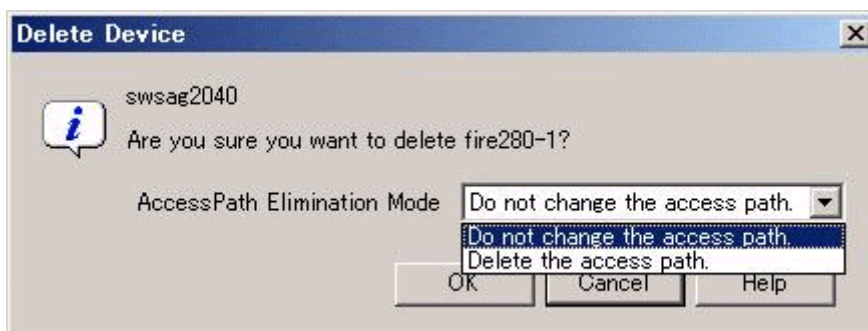 Delete Device
swsag2040
Are you sure you want to delete fire280-1?
AccessPath Elimination Mode Do not change the access path.
Do not change the access path.
Delete the access path.
OK Cancel Help